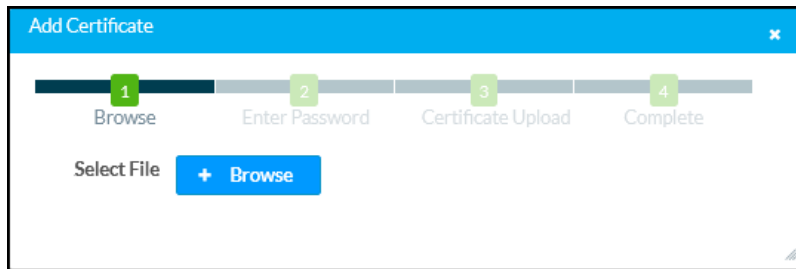 Add Certificate
1 2 3 4
Browse Enter Password Certificate Upload Complete
Select File + Browse